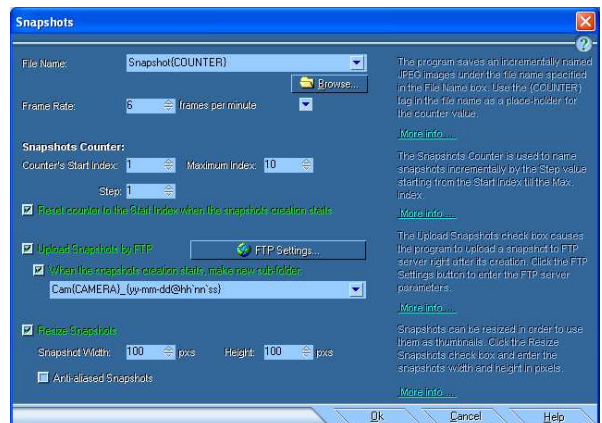 Snapshots
File Name: Snapshot{COUNTER}
Browse...
Frame Rate: 6 frames per minute
Snapshots Counter:
Counter's Start Index: 1 Maximum Index: 10
Step: 1
Reset counter to the Start Index when the snapshots creation starts
Upload Snapshots by FTP FTP Settings...
When the snapshots creation starts, make new sub-folder
Cam{CAMERA}_{yy-mm-dd@hh`nn`ss}
Resize Snapshots
Snapshot Width: 100 pxs Height: 100 pxs
Anti-aliased Snapshots
The program saves an incrementally named
JPEG images under the file name specified
in the File Name box. Use the {COUNTER}
tag in the file name as a place-holder for
the counter value.
More info ...
The Snapshots Counter is used to name
snapshots incrementally by the Step value
starting from the Start Index till the Max.
Index.
More info ...
The Upload Snapshots check box causes
the program to upload a snapshot to FTP
server right after its creation. Click the FTP
Settings button to enter the FTP server
parameters.
More info ...
Snapshots can be resized in order to use
them as thumbnails. Click the Resize
Snapshots check box and enter the
snapshots width and height in pixels.
More info ...
Ok Cancel Help